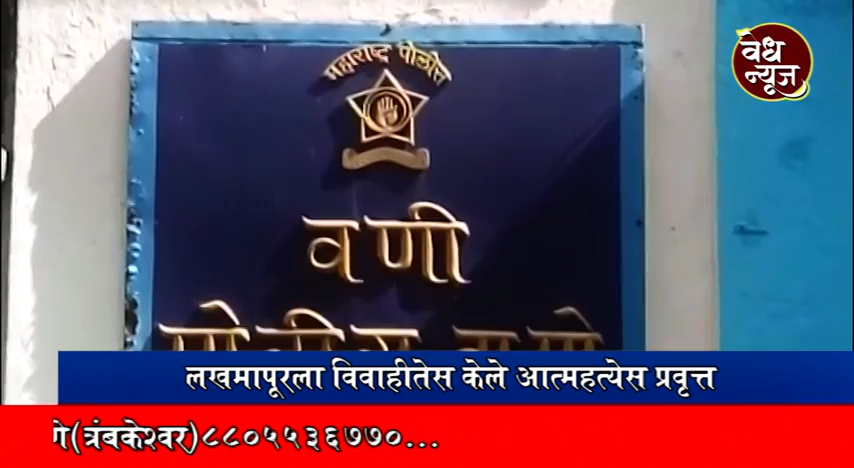 वेध
न्यूज
महाराष्ट्र पोलीस
वणी
पोलीस ठाणे
लखमापूरला विवाहीतेस केले आत्महत्येस प्रवृत्त
(त्रंबकेश्वर)८८०५५३६७७०...